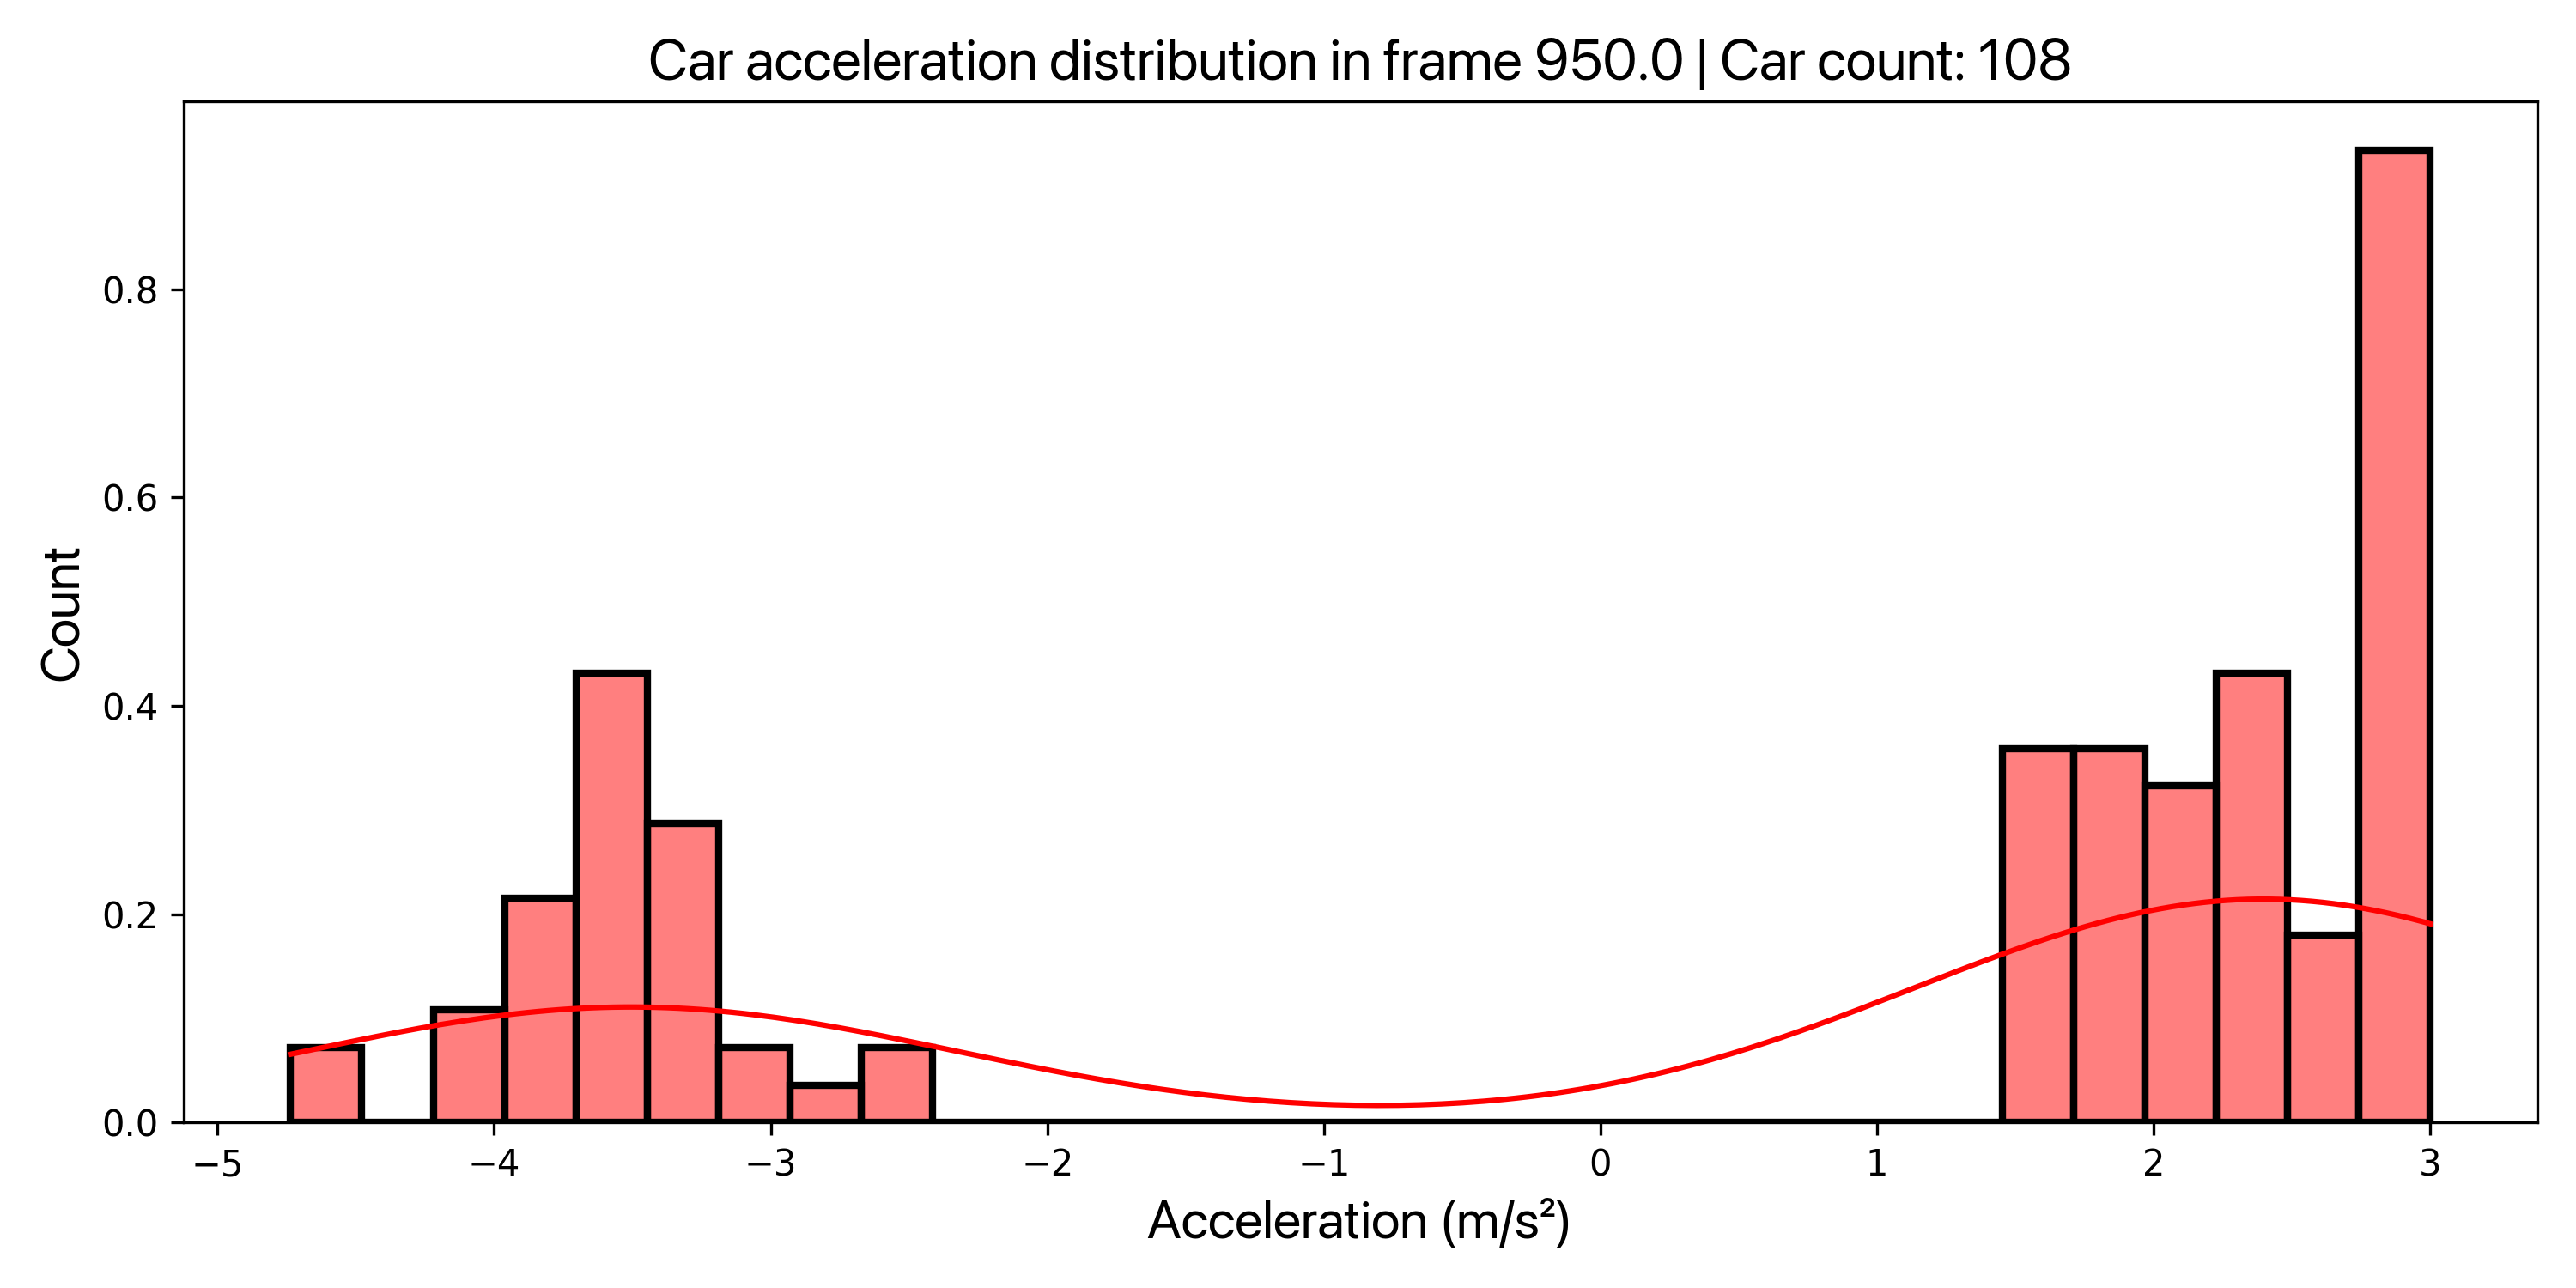 Car acceleration distribution in frame 950.0 | Car count: 108
Count
0.8
0.6
0.4
0.2
0.0
−5 −4 −3 −2 −1 0 1 2 3
Acceleration (m/s²)